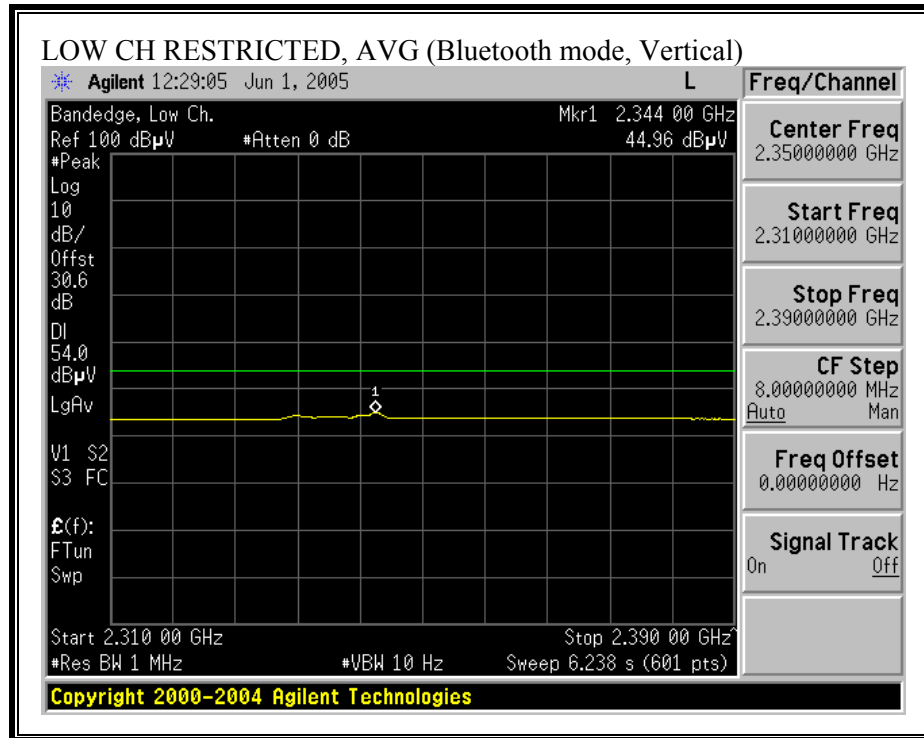 LOW CH RESTRICTED, AVG (Bluetooth mode, Vertical)
Agilent 12:29:05 Jun 1, 2005 L
Freq/Channel
Bandedge, Low Ch. Mkr1 2.344 00 GHz
Ref 100 dBµV #Atten 0 dB 44.96 dBµV
#Peak
Log
10
dB/
Offst
30.6
dB
DI
54.0
dBµV
LgAv
V1 S2
S3 FC
£(f):
FTun
Swp
1
Start 2.310 00 GHz Stop 2.390 00 GHz^
#Res BW 1 MHz #VBW 10 Hz Sweep 6.238 s (601 pts)
Center Freq
2.35000000 GHz
Start Freq
2.31000000 GHz
Stop Freq
2.39000000 GHz
CF Step
8.00000000 MHz
Auto Man
Freq Offset
0.00000000 Hz
Signal Track
On Off
Copyright 2000-2004 Agilent Technologies